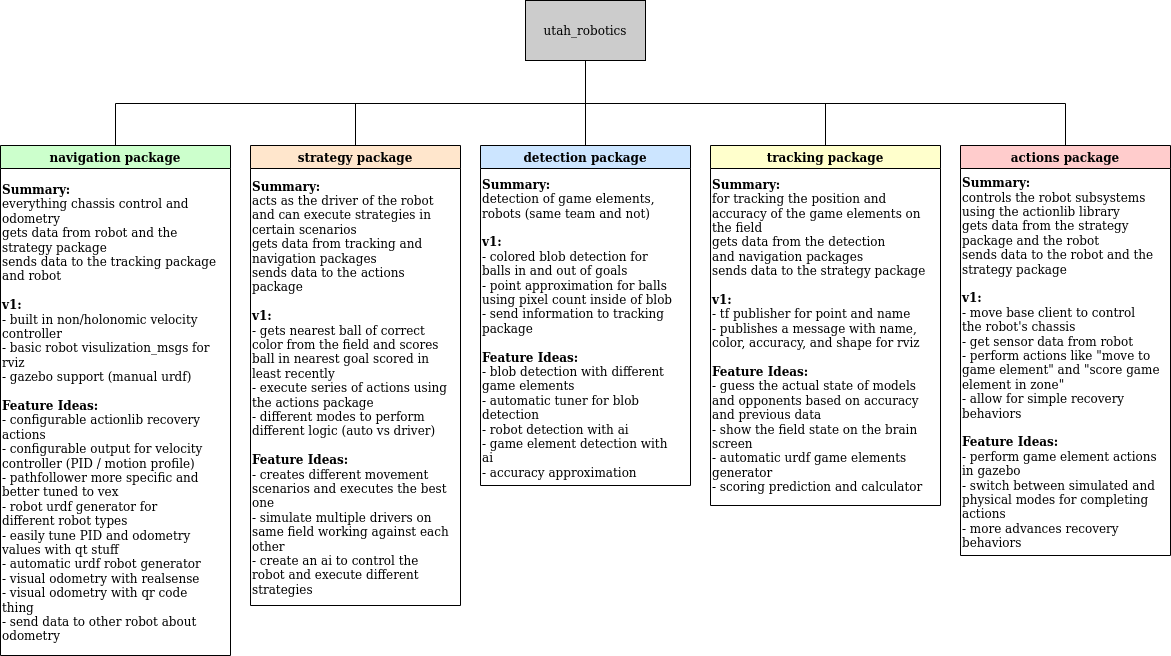 utah_robotics
navigation package
Summary:
everything chassis control and
odometry
gets data from robot and the
strategy package
sends data to the tracking package
and robot
v1:
- built in non/holonomic velocity
controller
- basic robot visulization_msgs for
rviz
- gazebo support (manual urdf)
Feature Ideas:
- configurable actionlib recovery
actions
- configurable output for velocity
controller (PID / motion profile)
- pathfollower more specific and
better tuned to vex
- robot urdf generator for
different robot types
- easily tune PID and odometry
values with qt stuff
- automatic urdf robot generator
- visual odometry with realsense
- visual odometry with qr code
thing
- send data to other robot about
odometry
strategy package
Summary:
acts as the driver of the robot
and can execute strategies in
certain scenarios
gets data from tracking and
navigation packages
sends data to the actions
package
v1:
- gets nearest ball of correct
color from the field and scores
ball in nearest goal scored in
least recently
- execute series of actions using
the actions package
- different modes to perform
different logic (auto vs driver)
Feature Ideas:
- creates different movement
scenarios and executes the best
one
- simulate multiple drivers on
same field working against each
other
- create an ai to control the
robot and execute different
strategies
detection package
Summary:
detection of game elements,
robots (same team and not)
v1:
- colored blob detection for
balls in and out of goals
- point approximation for balls
using pixel count inside of blob
- send information to tracking
package
Feature Ideas:
- blob detection with different
game elements
- automatic tuner for blob
detection
- robot detection with ai
- game element detection with
ai
- accuracy approximation
tracking package
Summary:
for tracking the position and
accuracy of the game elements on
the field
gets data from the detection
and navigation packages
sends data to the strategy package
v1:
- tf publisher for point and name
- publishes a message with name,
color, accuracy, and shape for rviz
Feature Ideas:
- guess the actual state of models
and opponents based on accuracy
and previous data
- show the field state on the brain
screen
- automatic urdf game elements
generator
- scoring prediction and calculator
actions package
Summary:
controls the robot subsystems
using the actionlib library
gets data from the strategy
package and the robot
sends data to the robot and the
strategy package
v1:
- move base client to control
the robot's chassis
- get sensor data from robot
- perform actions like "move to
game element" and "score game
element in zone"
- allow for simple recovery
behaviors
Feature Ideas:
- perform game element actions
in gazebo
- switch between simulated and
physical modes for completing
actions
- more advances recovery
behaviors